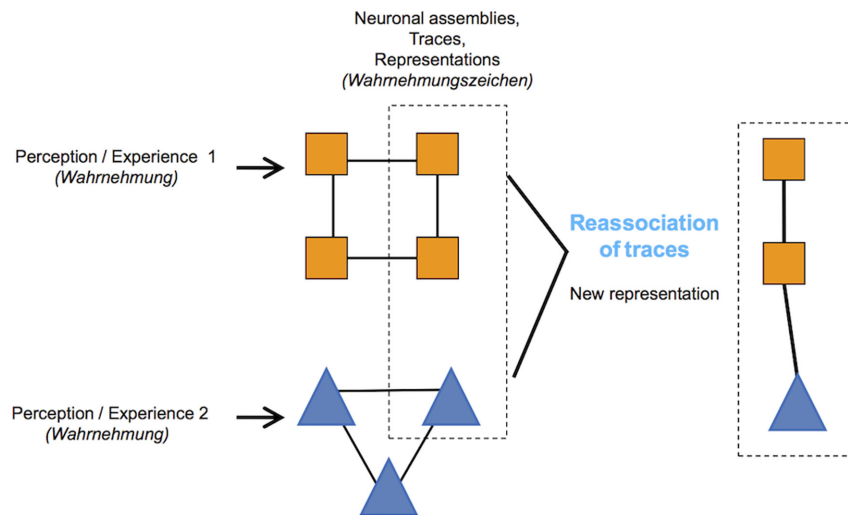 Neuronal assemblies,
Traces,
Representations
(Wahrnehmungszeichen)
Perception / Experience 1
(Wahrnehmung)
Reassociation
of traces
New representation
Perception / Experience 2
(Wahrnehmung)